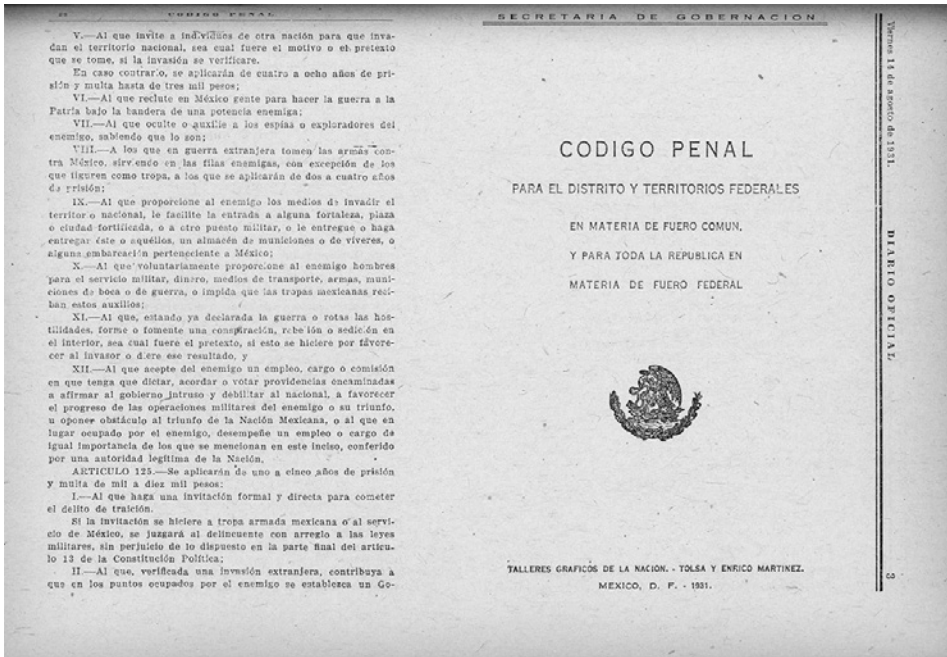 28 CODIGO PENAL
V.—Al que invite a individuos de otra nación para que inva-
dan el territorio nacional, sea cual fuere el motivo o el pretexto
que se tome, si la invasión se verificare.
En caso contrario, se aplicarán de cuatro a ocho años de pri-
sión y multa hasta de tres mil pesos;
VI.—Al que reclute en México gente para hacer la guerra a la
Patria bajo la bandera de una potencia enemiga;
VII.—Al que oculte o auxilie a los espías o exploradores del
enemigo, sabiendo que lo son;
VIII.—A los que en guerra extranjera tomen las armas con-
tra México, sirviendo en las filas enemigas, con excepción de los
que figuren como tropa, a los que se aplicarán de dos a cuatro años
de prisión;
IX.—Al que proporcione al enemigo los medios de invadir el
territorio nacional, le facilite la entrada a alguna fortaleza, plaza
o ciudad fortificada, o a otro puesto militar, o le entregue o haga
entregar éste o aquéllos, un almacén de municiones o de víveres, o
alguna embarcación perteneciente a México;
X.—Al que voluntariamente proporcione al enemigo hombres
para el servicio militar, dinero, medios de transporte, armas, muni-
ciones de boca o de guerra, o impida que las tropas mexicanas reci-
ban estos auxilios;
XI.—Al que, estando ya declarada la guerra o rotas las hos-
tilidades, forme o fomente una conspiración, rebelión o sedición en
el interior, sea cual fuere el pretexto, si esto se hiciere por favore-
cer al invasor o diere ese resultado, y
XII.—Al que acepte del enemigo un empleo, cargo o comisión
en que tenga que dictar, acordar o votar providencias encaminadas
a afirmar al gobierno intruso y debilitar al nacional, a favorecer
el progreso de las operaciones militares del enemigo o su triunfo,
u oponer obstáculo al triunfo de la Nación Mexicana, o al que en
lugar ocupado por el enemigo, desempeñe un empleo o cargo de
igual importancia de los que se mencionan en este inciso, conferido
por una autoridad legítima de la Nación.
ARTICULO 125.—Se aplicarán de uno a cinco años de prisión
y multa de mil a diez mil pesos:
I.—Al que haga una invitación formal y directa para cometer
el delito de traición.
Si la invitación se hiciere a tropa armada mexicana o al servi-
cio de México, se juzgará al delincuente con arreglo a las leyes
militares, sin perjuicio de lo dispuesto en la parte final del artícu-
lo 13 de la Constitución Política;
II.—Al que, verificada una invasión extranjera, contribuya a
que en los puntos ocupados por el enemigo se establezca un Go-
SECRETARIA DE GOBERNACION
CODIGO PENAL
PARA EL DISTRITO Y TERRITORIOS FEDERALES
EN MATERIA DE FUERO COMUN,
Y PARA TODA LA REPUBLICA EN
MATERIA DE FUERO FEDERAL
TALLERES GRAFICOS DE LA NACION. - TOLSA Y ENRICO MARTINEZ.
MEXICO, D. F. - 1931.
Viernes 14 de agosto de 1931. DIARIO OFICIAL 3